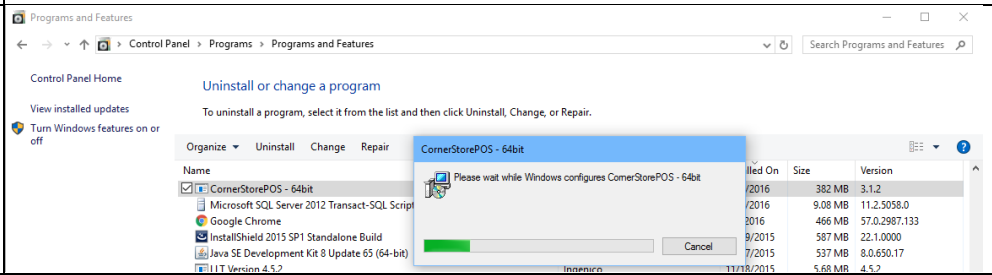 Programs and Features
Control Panel > Programs > Programs and Features
Search Programs and Features
Control Panel Home
Uninstall or change a program
View installed updates
To uninstall a program, select it from the list and then click Uninstall, Change, or Repair.
Turn Windows features on or
off
Organize Uninstall Change Repair
CornerStorePOS - 64bit
Please wait while Windows configures CornerStorePOS - 64bit
Cancel
Name lled On Size Version
CornerStorePOS - 64bit /2016 382 MB 3.1.2
Microsoft SQL Server 2012 Transact-SQL Script /2016 9.08 MB 11.2.5058.0
Google Chrome 2016 466 MB 57.0.2987.133
InstallShield 2015 SP1 Standalone Build 9/2015 587 MB 22.1.0000
Java SE Development Kit 8 Update 65 (64-bit) 7/2015 537 MB 8.0.650.17
LLT Version 4.5.2 Ingenico 11/18/2015 5.68 MB 4.5.2